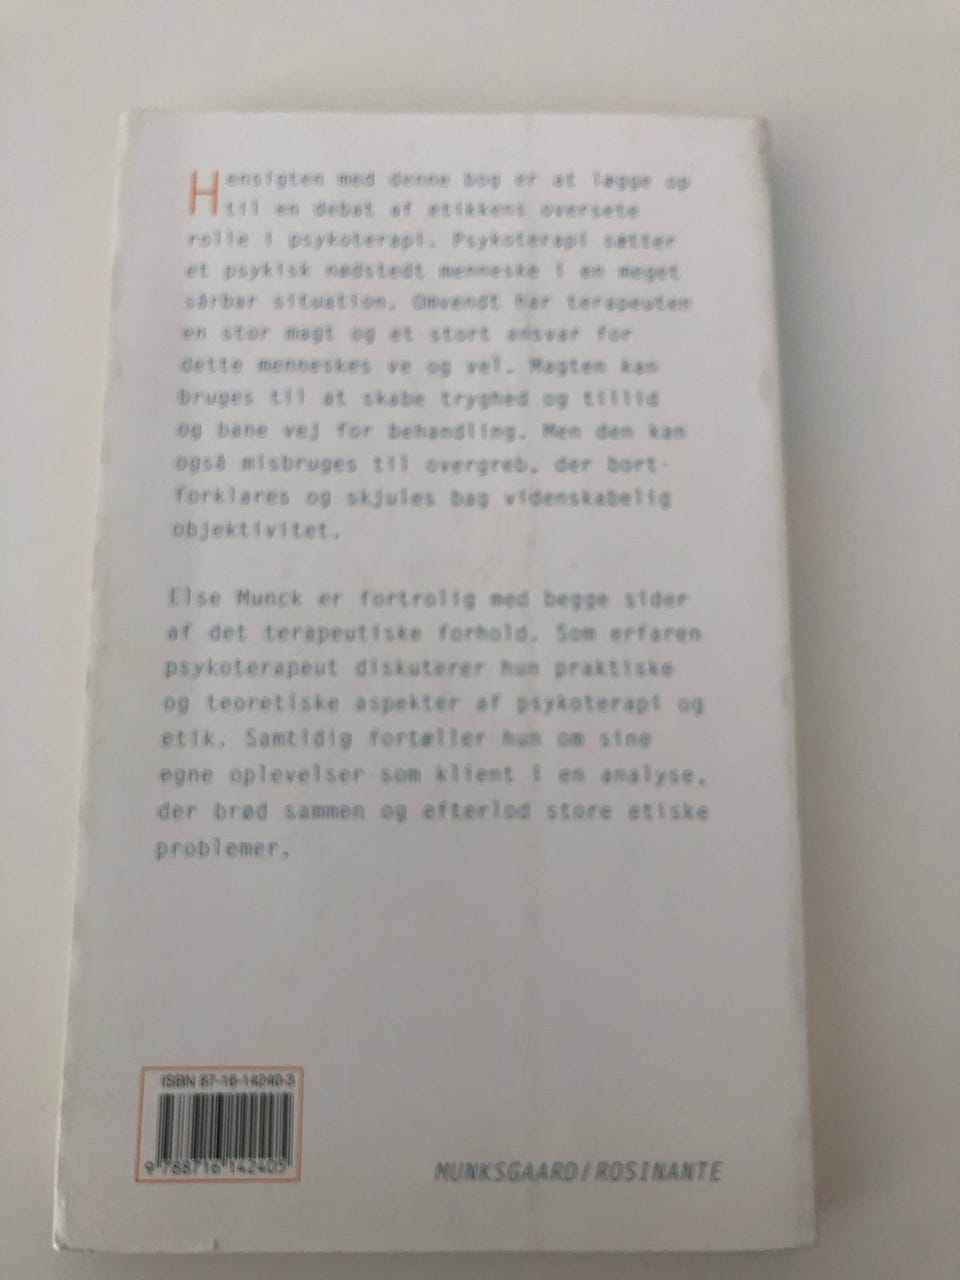 Hensigten med denne bog er at lægge op
til en debat af etikkens oversete
rolle i psykoterapi. Psykoterapi sætter
et psykisk nødstedt menneske i en meget
sårbar situation. Omvendt har terapeuten
en stor magt og et stort ansvar for
dette menneskes ve og vel. Magten kan
bruges til at skabe tryghed og tillid
og bane vej for behandling. Men den kan
også misbruges til overgreb, der bort-
forklares og skjules bag videnskabelig
objektivitet.
Else Munck er fortrolig med begge sider
af det terapeutiske forhold. Som erfaren
psykoterapeut diskuterer hun praktiske
og teoretiske aspekter af psykoterapi og
etik. Samtidig fortæller hun om sine
egne oplevelser som klient i en analyse,
der brød sammen og efterlod store etiske
problemer.
ISBN 87-16-14240-3
9 788716 142405
MUNKSGAARD/ROSINANTE